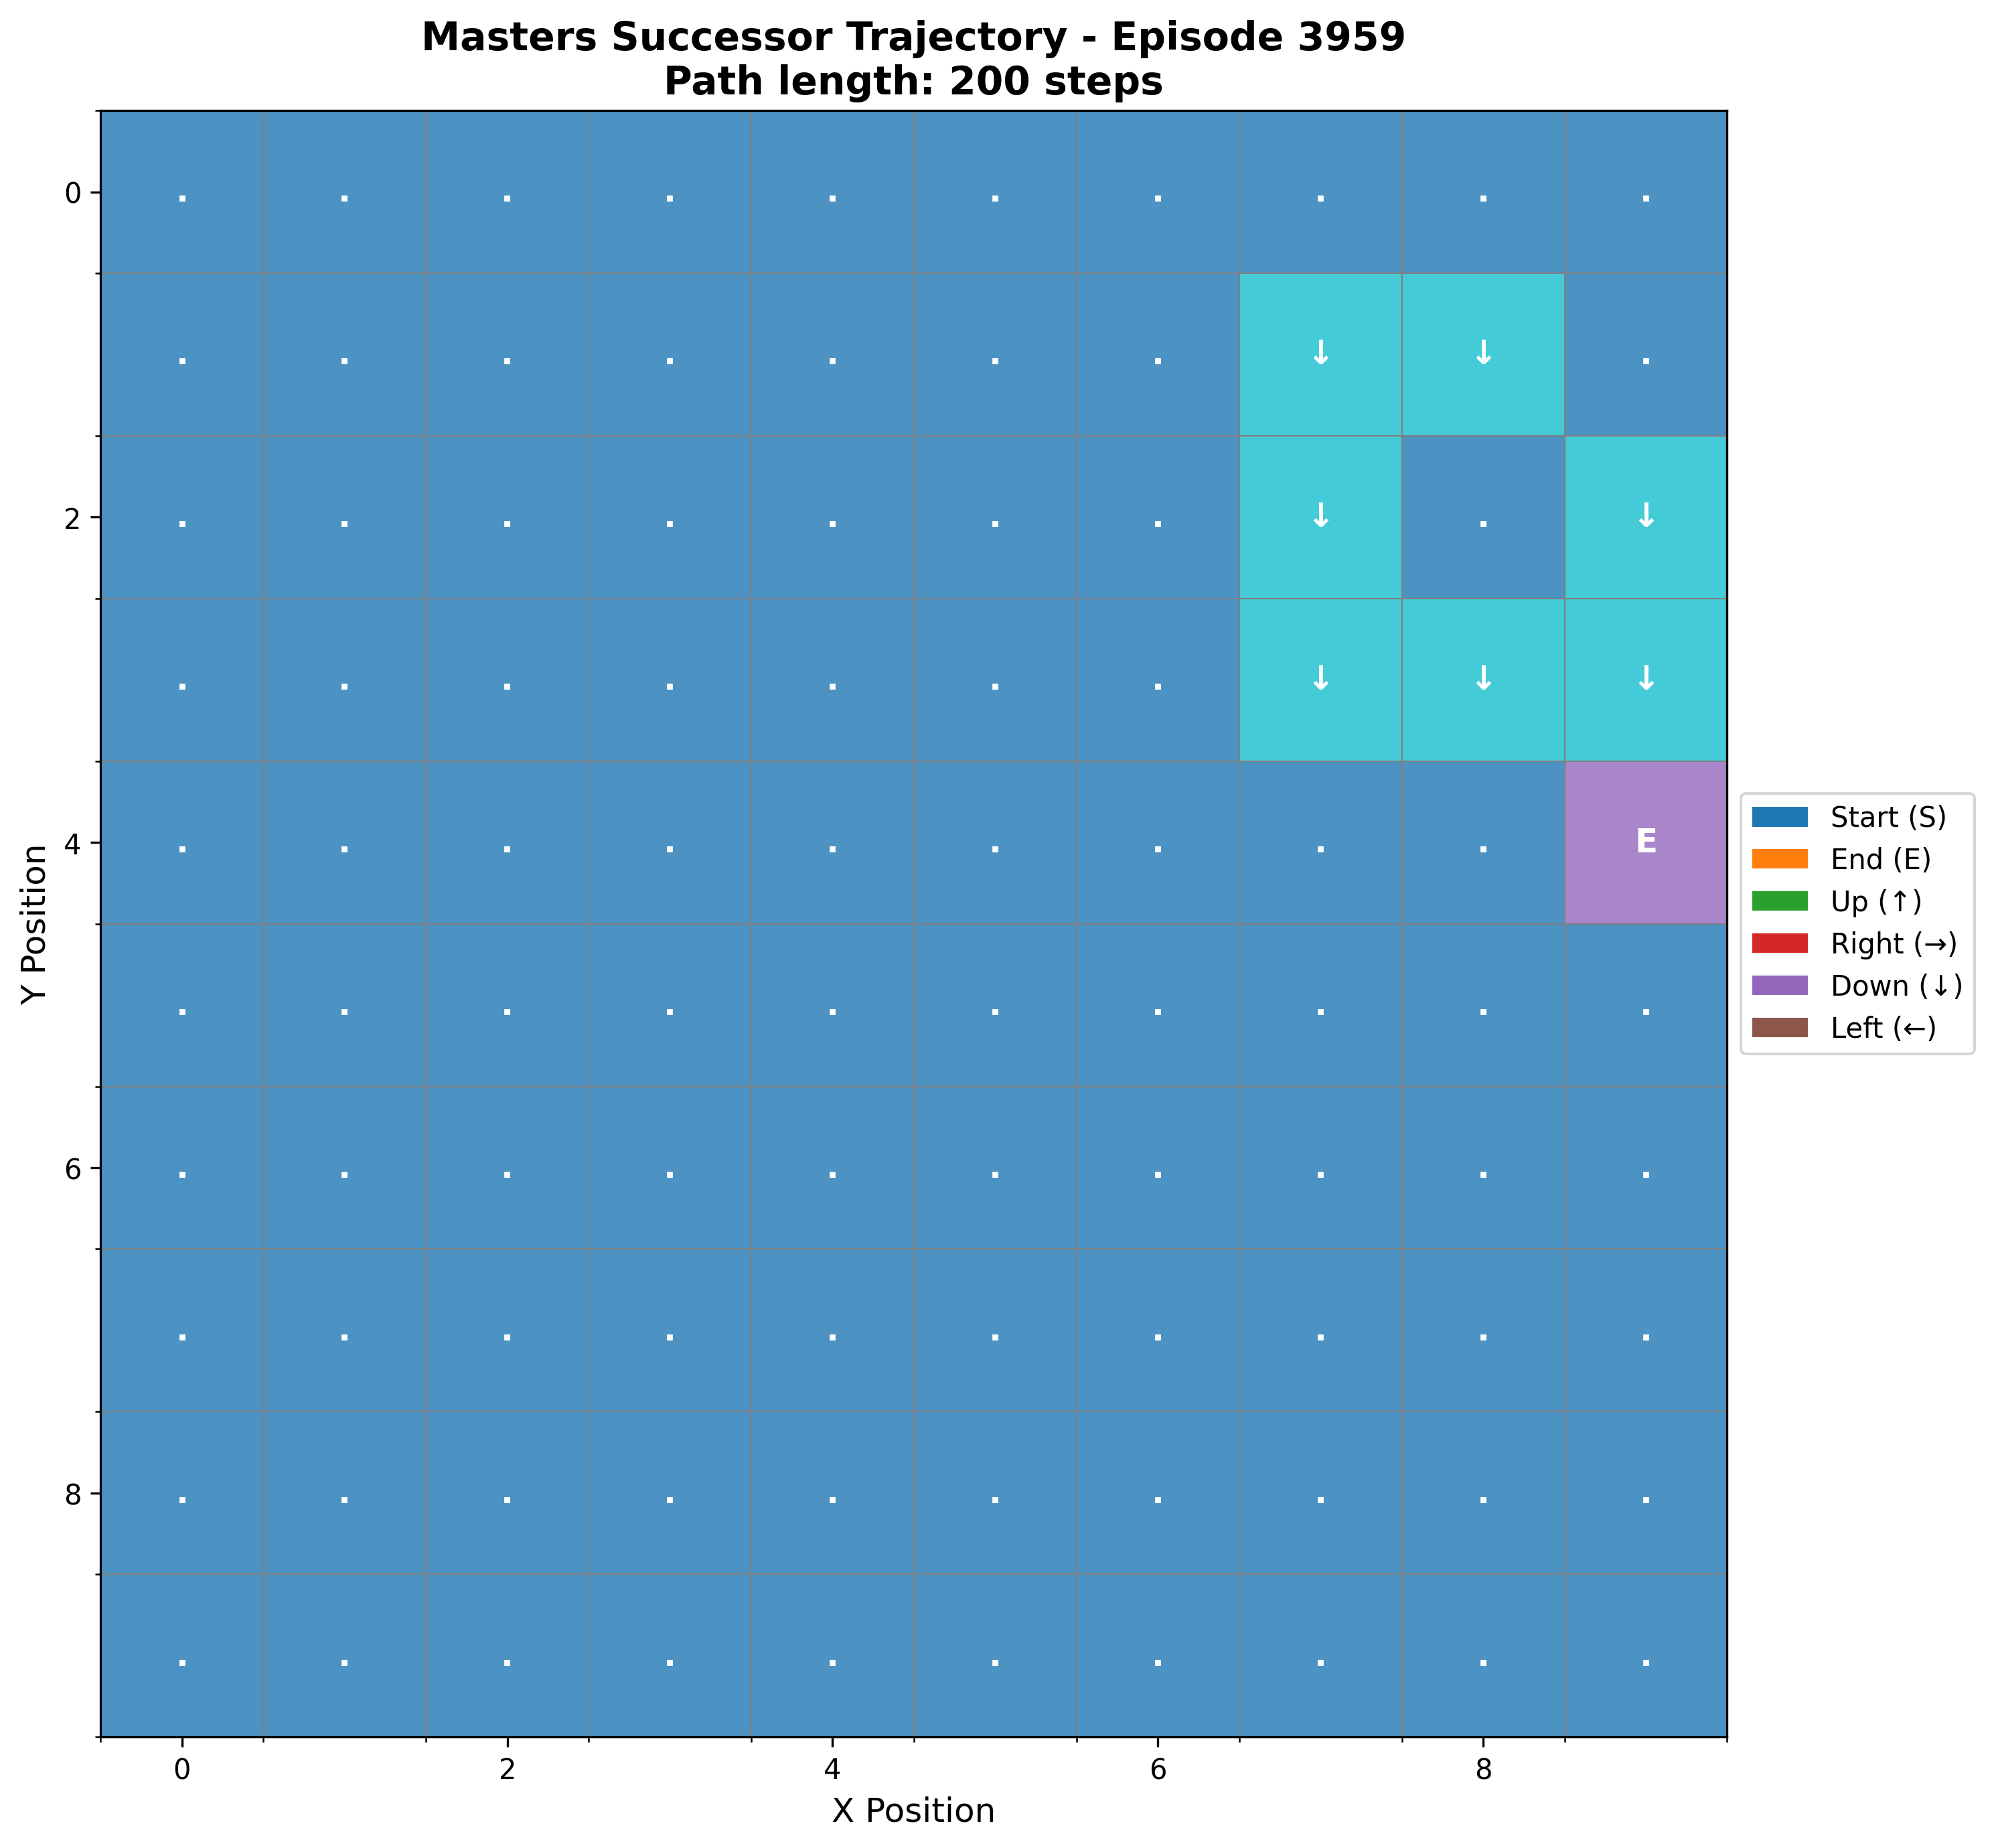 Masters Successor Trajectory - Episode 3959
Path length: 200 steps
0
. . . . . . . . . .
. . . . . . . ↓ ↓ .
2
. . . . . . . ↓ . ↓
. . . . . . . ↓ ↓ ↓
4
. . . . . . . . . E
. . . . . . . . . .
6
. . . . . . . . . .
. . . . . . . . . .
8
. . . . . . . . . .
. . . . . . . . . .
0 2 4 6 8
X Position
Y Position
Start (S)
End (E)
Up (↑)
Right (→)
Down (↓)
Left (←)